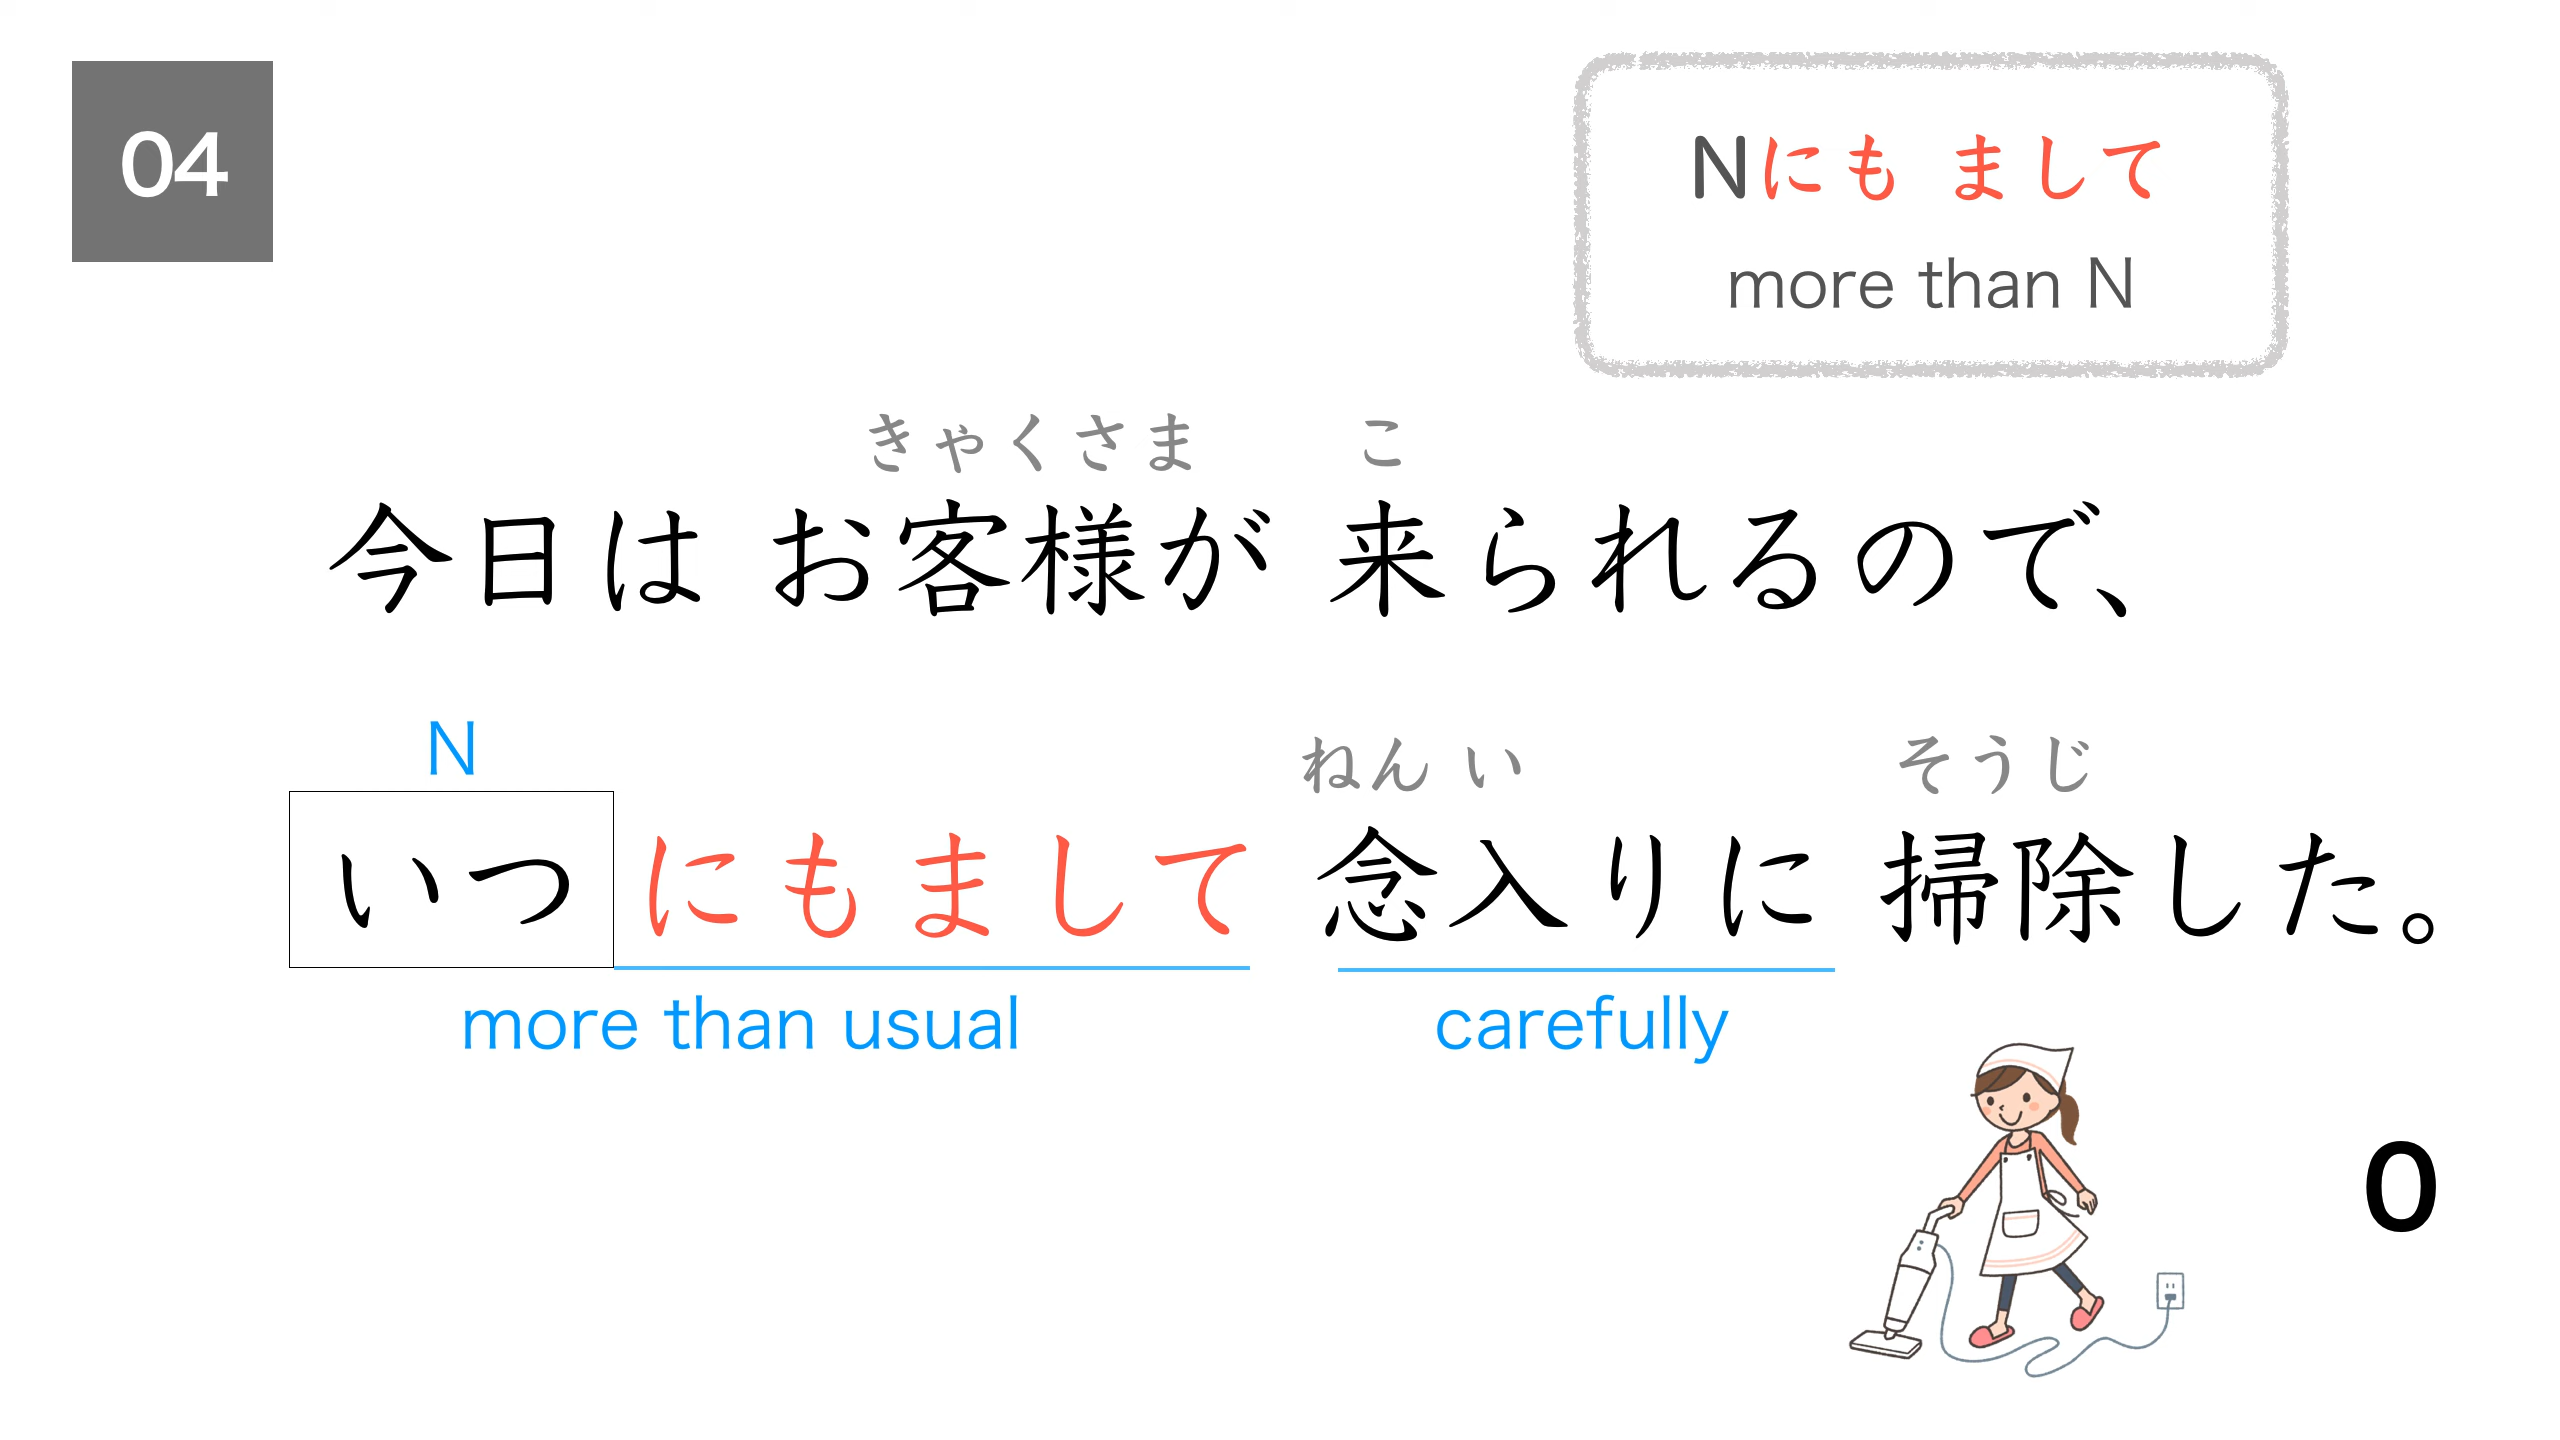 04
Nにも まして
more than N
きゃくさま こ
今日は お客様が 来られるので、
N
ねん い そうじ
いつにもまして 念入りに 掃除した。
more than usual carefully
0